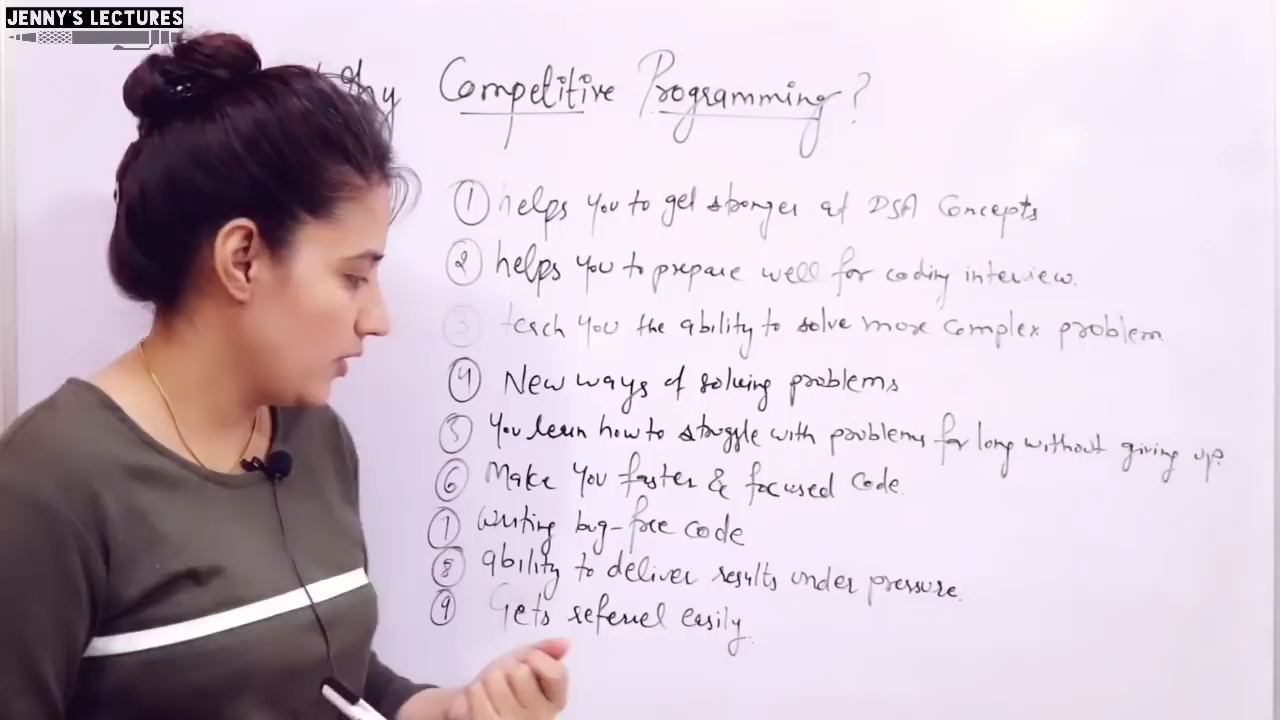 JENNY'S LECTURES
Why Competitive Programming?
① helps you to get stronger at DSA Concepts
② helps you to prepare well for coding interview.
③ teach you the ability to solve more complex problem
④ New ways of solving problems
⑤ You learn how to struggle with problems for long without giving up.
⑥ Make you faster & focused code.
⑦ Writing bug-free code
⑧ ability to deliver results under pressure.
⑨ Gets referrel easily.